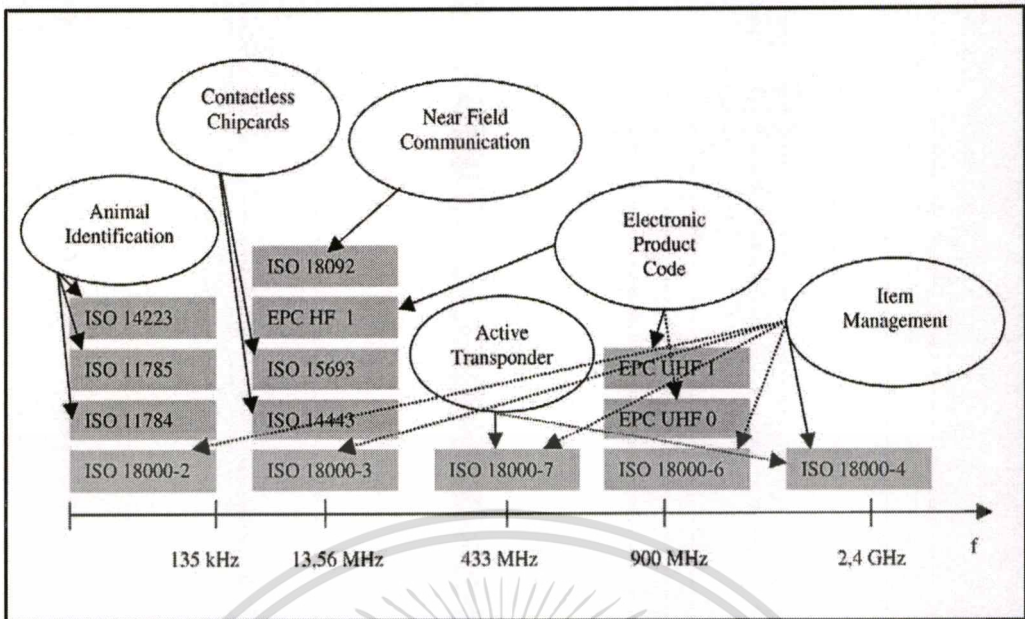 Contactless
Chipcards
Near Field
Communication
Animal
Identification
Electronic
Product
Code
Item
Management
Active
Transponder
ISO 18092
ISO 14223
EPC HF 1
ISO 11785
ISO 15693
EPC UHF 1
ISO 11784
ISO 14443
EPC UHF 0
ISO 18000-2
ISO 18000-3
ISO 18000-7
ISO 18000-6
ISO 18000-4
135 kHz
13,56 MHz
433 MHz
900 MHz
2,4 GHz
f